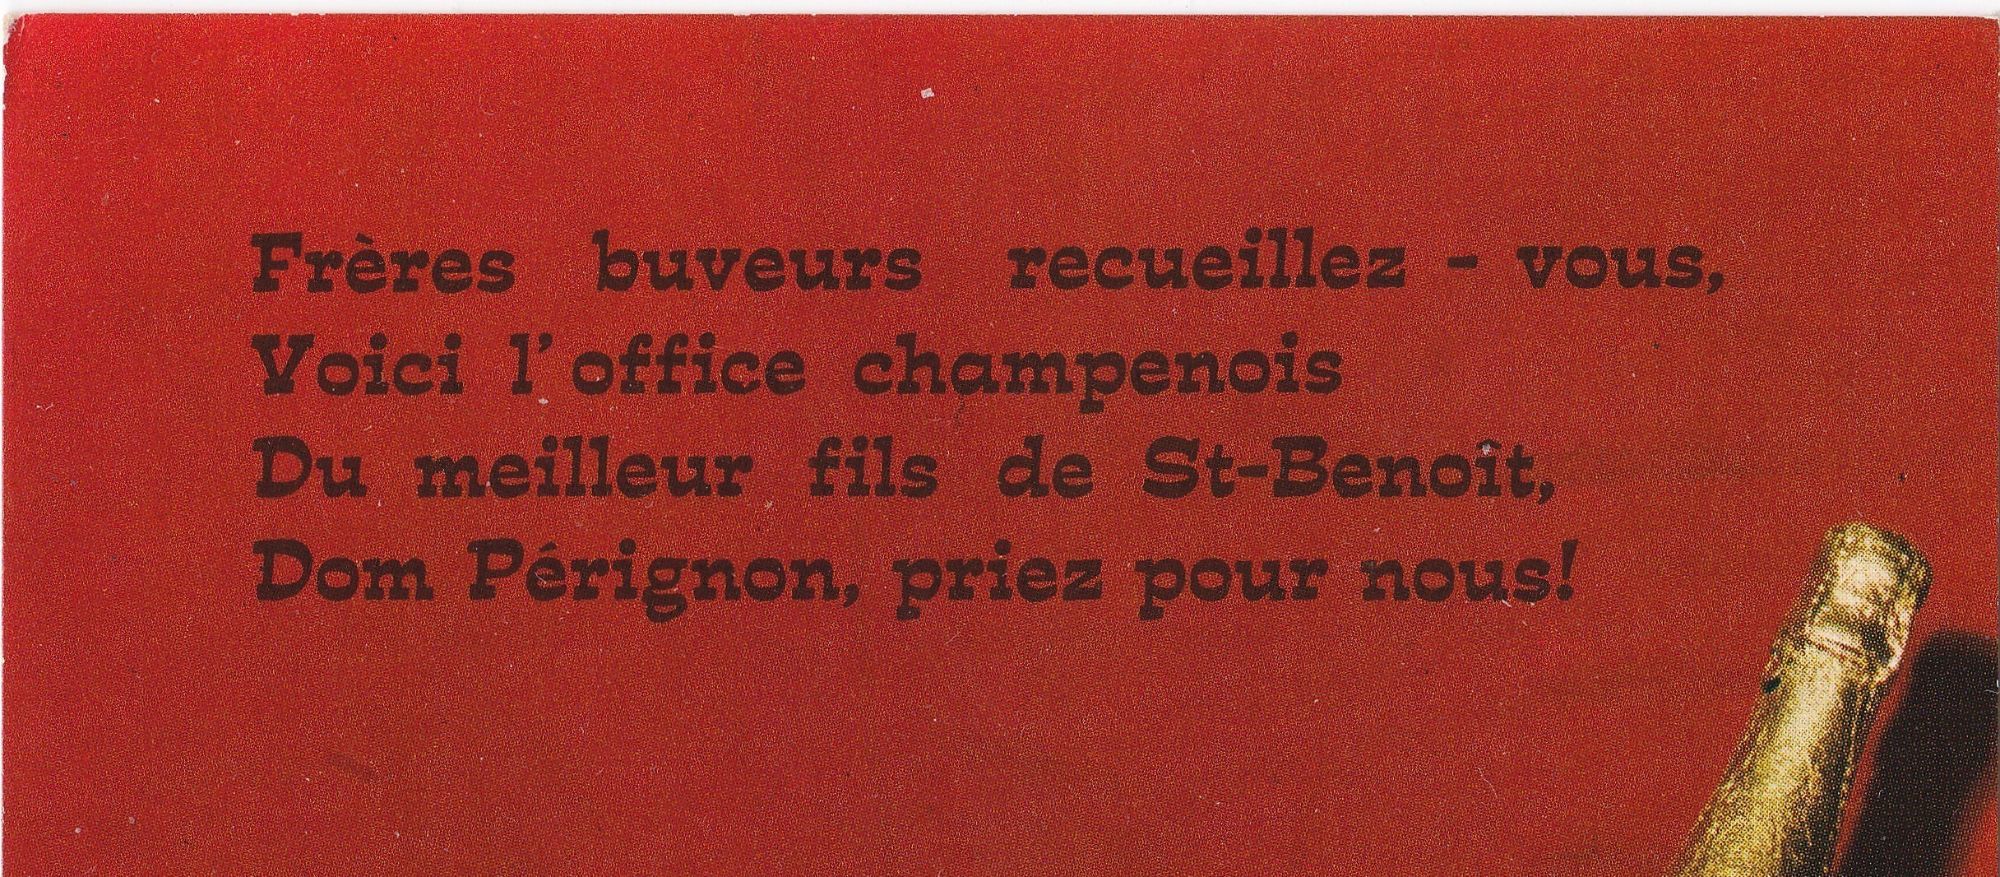 Frères buveurs recueillez - vous,
Voici l'office champenois
Du meilleur fils de St-Benoît,
Dom Pérignon, priez pour nous!